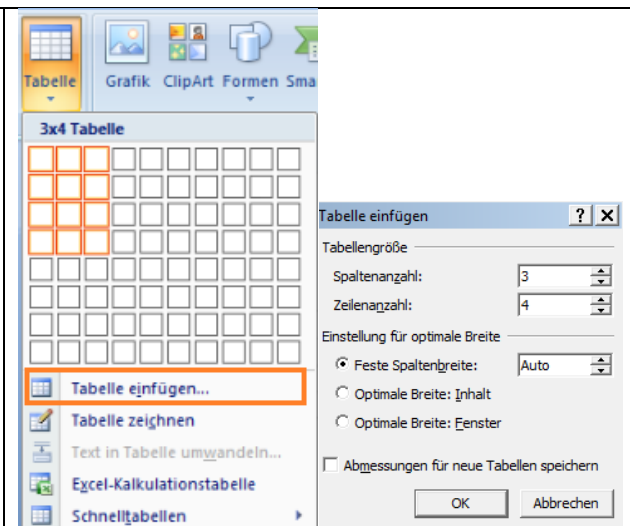 Tabelle
Grafik ClipArt Formen Sma
3x4 Tabelle
Tabelle einfügen...
Tabelle zeichnen
Text in Tabelle umwandeln...
Excel-Kalkulationstabelle
Schnelltabellen
Tabelle einfügen
Tabellengröße
Spaltenanzahl: 3
Zeilenanzahl: 4
Einstellung für optimale Breite
Feste Spaltenbreite: Auto
Optimale Breite: Inhalt
Optimale Breite: Fenster
Abmessungen für neue Tabellen speichern
OK Abbrechen